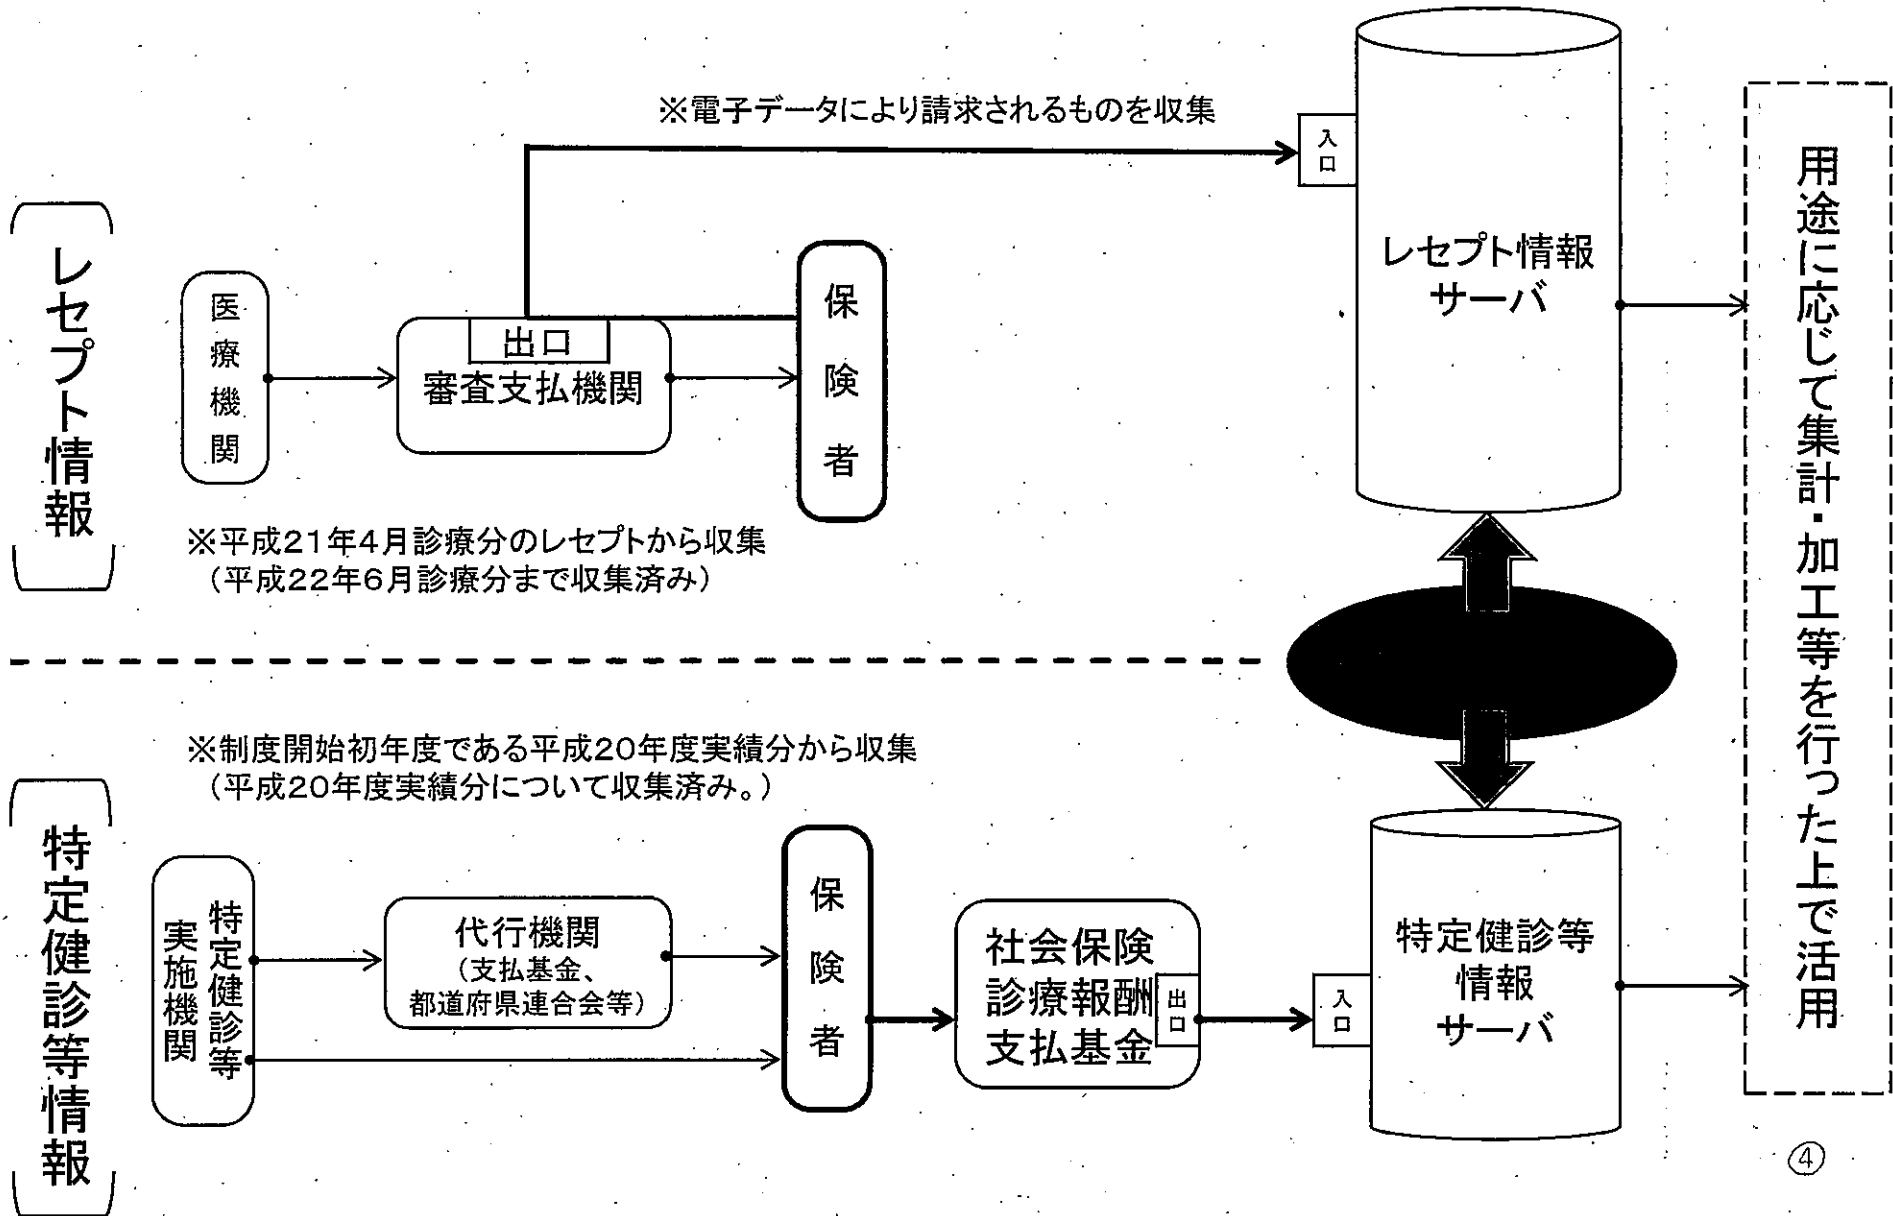 レセプト情報
※電子データにより請求されるものを収集
医療機関
出口
審査支払機関
保険者
入口
レセプト情報
サーバ
※平成21年4月診療分のレセプトから収集
（平成22年6月診療分まで収集済み）
特定健診等情報
※制度開始初年度である平成20年度実績分から収集
（平成20年度実績分について収集済み。）
特定健診等
実施機関
代行機関
（支払基金、
都道府県連合会等）
保険者
社会保険
診療報酬
支払基金
出口
入口
特定健診等
情報
サーバ
用途に応じて集計・加工等を行った上で活用
④